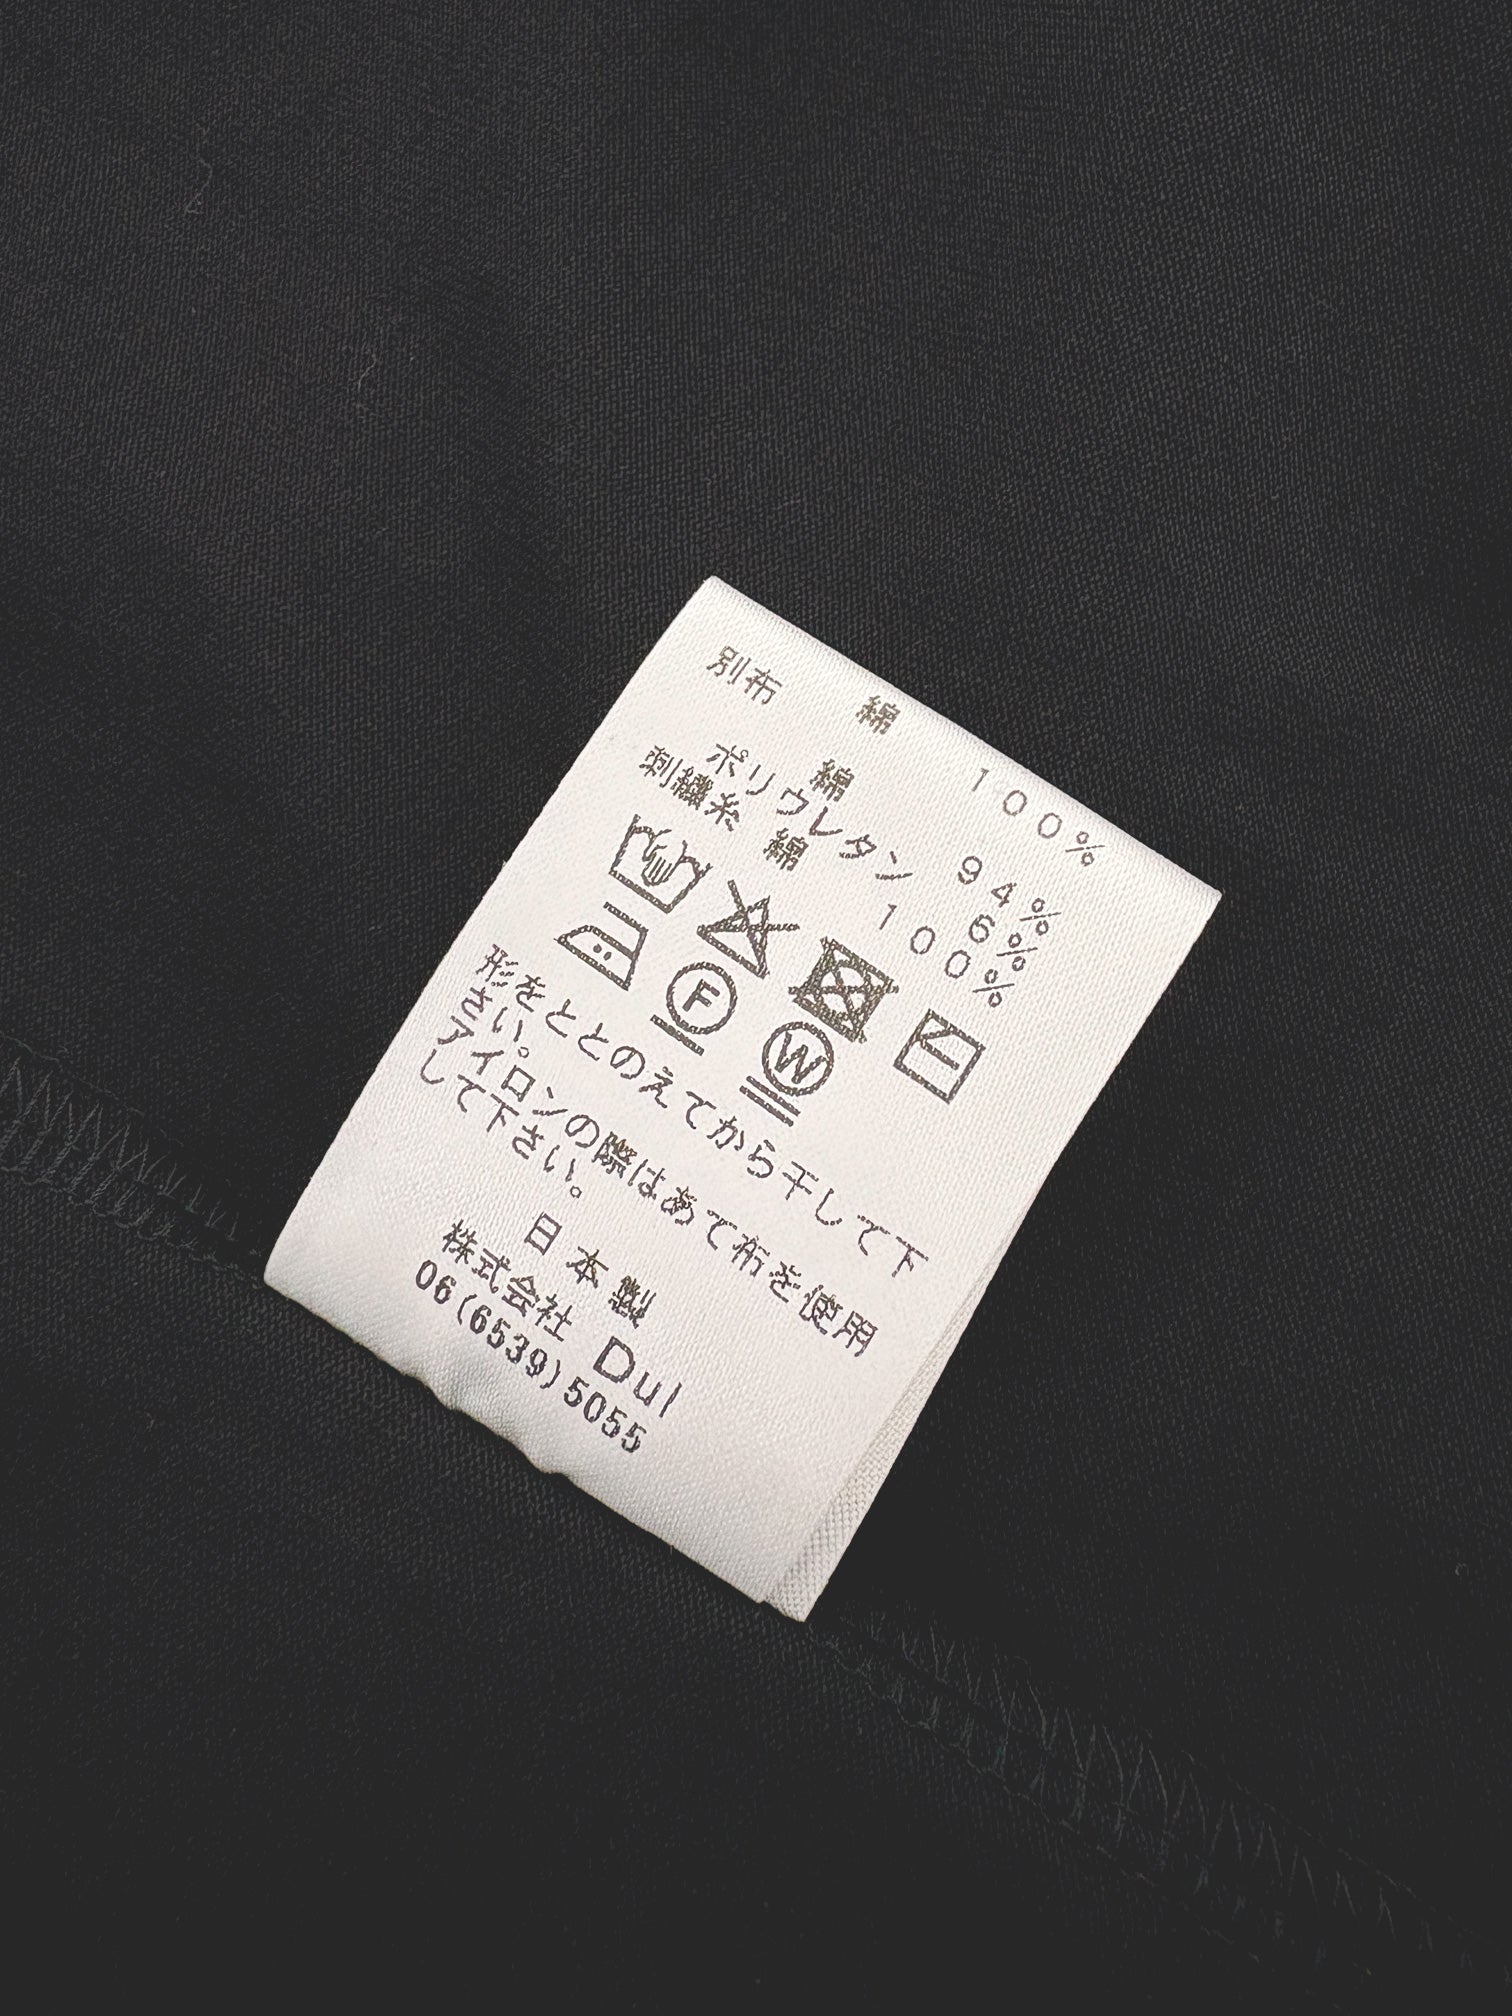 別布 綿 100%
綿 94%
ポリウレタン 6%
刺繍糸 綿 100%
F
W
形をととのえてから干して下
さい。
アイロンの際はあて布を使用
して下さい。
日本製
株式会社 Dul
06(6539)5055